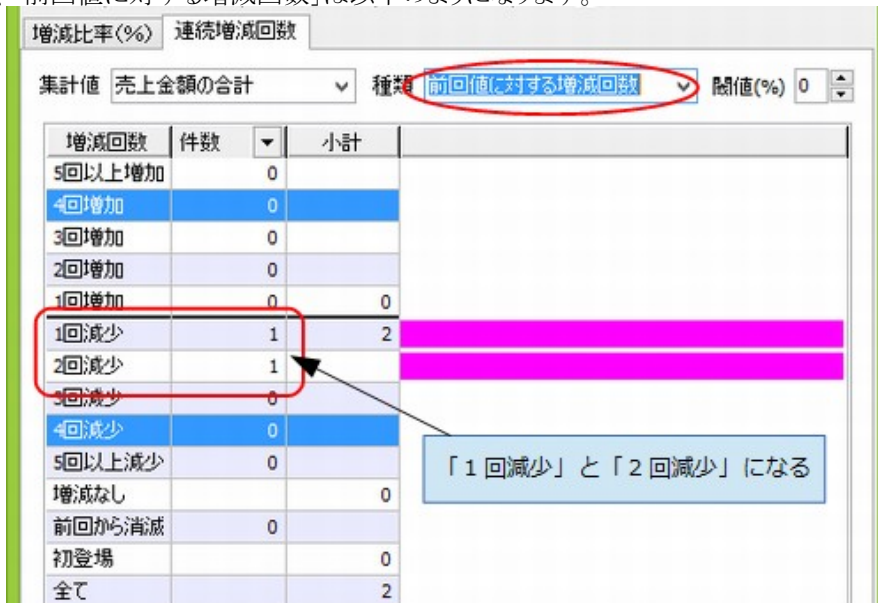 前回値に対する増減回数」は以下のようになります。
増減比率(%) 連続増減回数
集計値 売上金額の合計 種類 前回値に対する増減回数 閾値(%) 0
増減回数 件数 小計
5回以上増加 0
4回増加 0
3回増加 0
2回増加 0
1回増加 0 0
1回減少 1 2
2回減少 1
3回減少 0
4回減少 0
5回以上減少 0
「1回減少」と「2回減少」になる
増減なし 0
前回から消滅 0
初登場 0
全て 2